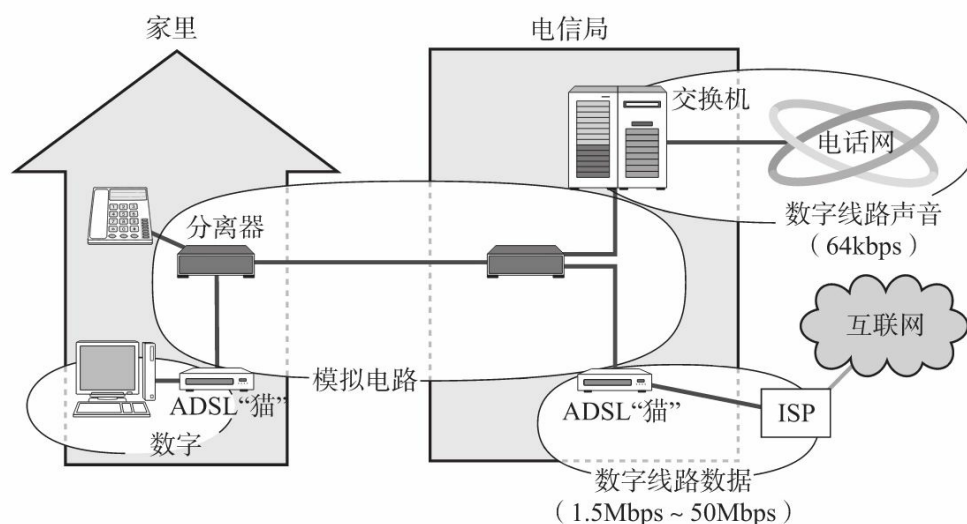 家里
电信局
交换机
电话网
分离器
数字线路声音
（64kbps）
互联网
模拟电路
ADSL“猫”
ADSL“猫”
ISP
数字
数字线路数据
（1.5Mbps ~ 50Mbps）